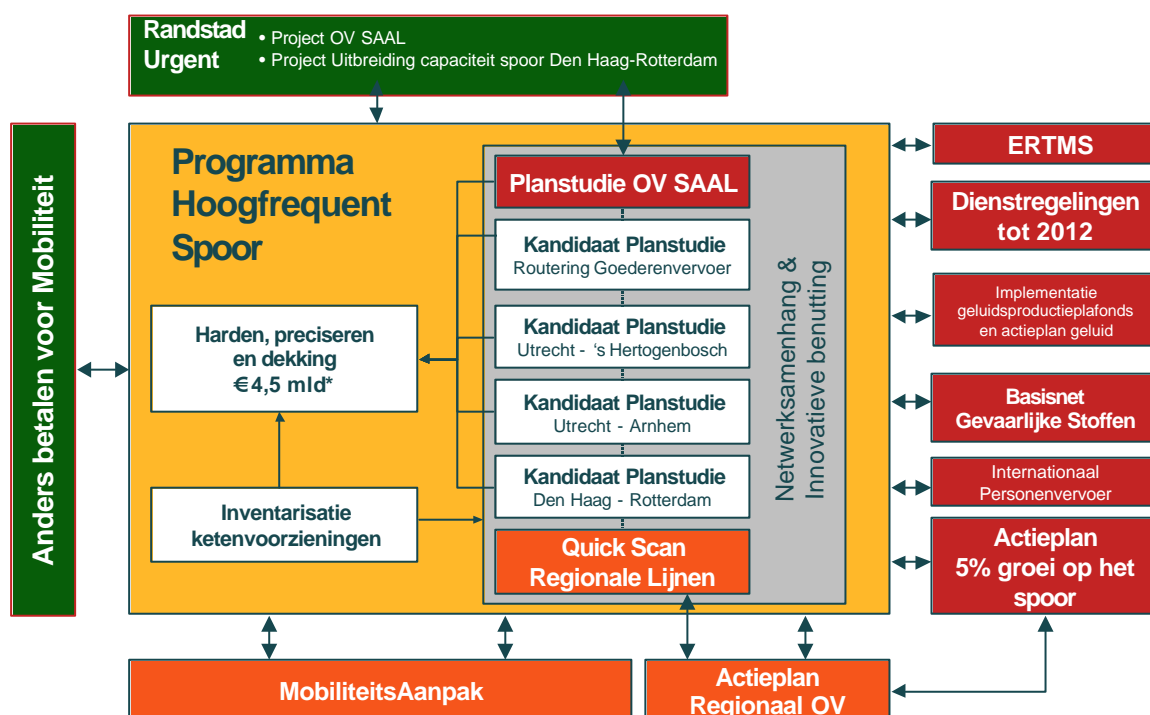 Randstad
Urgent
• Project OV SAAL
• Project Uitbreiding capaciteit spoor Den Haag-Rotterdam
Anders betalen voor Mobiliteit
Programma
Hoogfrequent
Spoor
Harden, preciseren
en dekking
€ 4,5 mld*
Inventarisatie
ketenvoorzieningen
Planstudie OV SAAL
Kandidaat Planstudie
Routering Goederenvervoer
Kandidaat Planstudie
Utrecht - ‘s Hertogenbosch
Kandidaat Planstudie
Utrecht - Arnhem
Kandidaat Planstudie
Den Haag - Rotterdam
Quick Scan
Regionale Lijnen
Netwerksamenhang &
Innovatieve benutting
ERTMS
Dienstregelingen
tot 2012
Implementatie
geluidsproductieplafonds
en actieplan geluid
Basisnet
Gevaarlijke Stoffen
Internationaal
Personenvervoer
Actieplan
5% groei op het
spoor
MobiliteitsAanpak
Actieplan
Regionaal OV